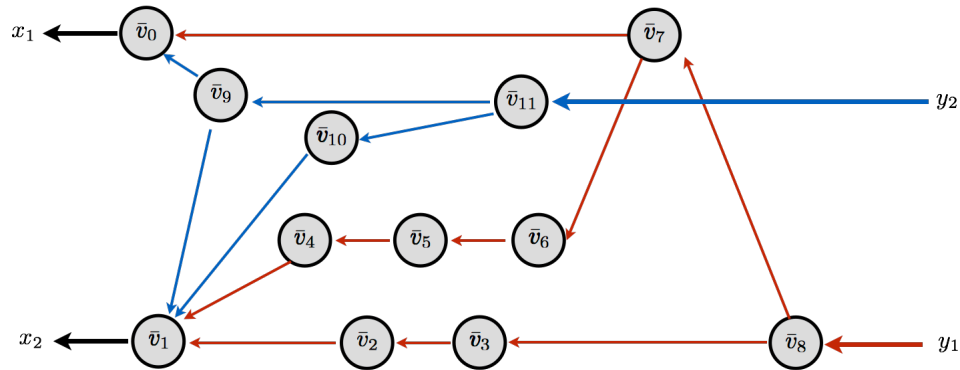 x₁ v̄₀ v̄₇
v̄₉ v̄₁₁ y₂
v̄₁₀
v̄₄ v̄₅ v̄₆
x₂ v̄₁ v̄₂ v̄₃ v̄₈ y₁